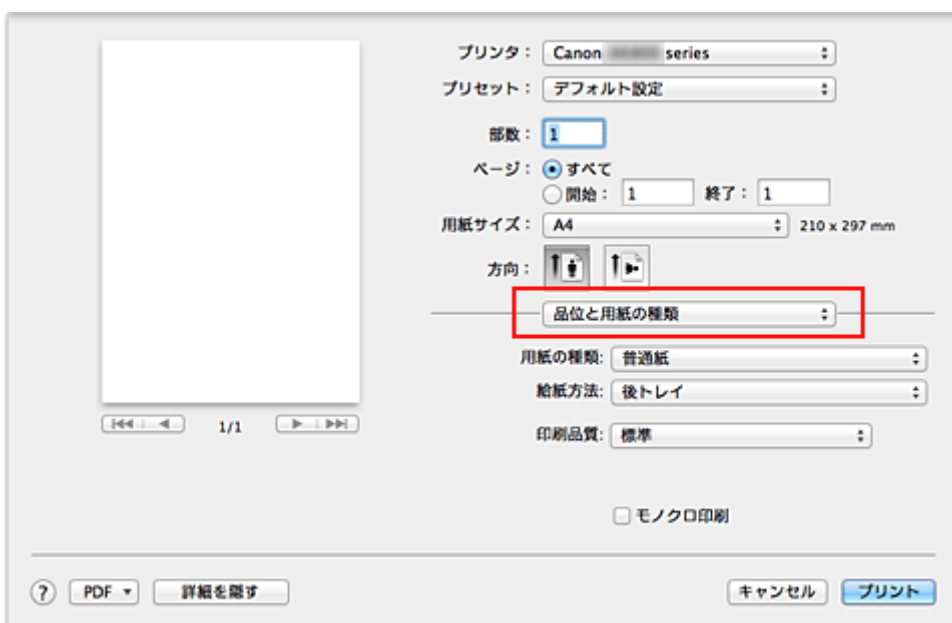 プリンタ： Canon series
プリセット： デフォルト設定
部数： 1
ページ： すべて
開始： 1 終了： 1
用紙サイズ： A4 210 x 297 mm
方向：
品位と用紙の種類
用紙の種類: 普通紙
給紙方法: 後トレイ
1/1
印刷品質: 標準
モノクロ印刷
? PDF 詳細を隠す キャンセル プリント